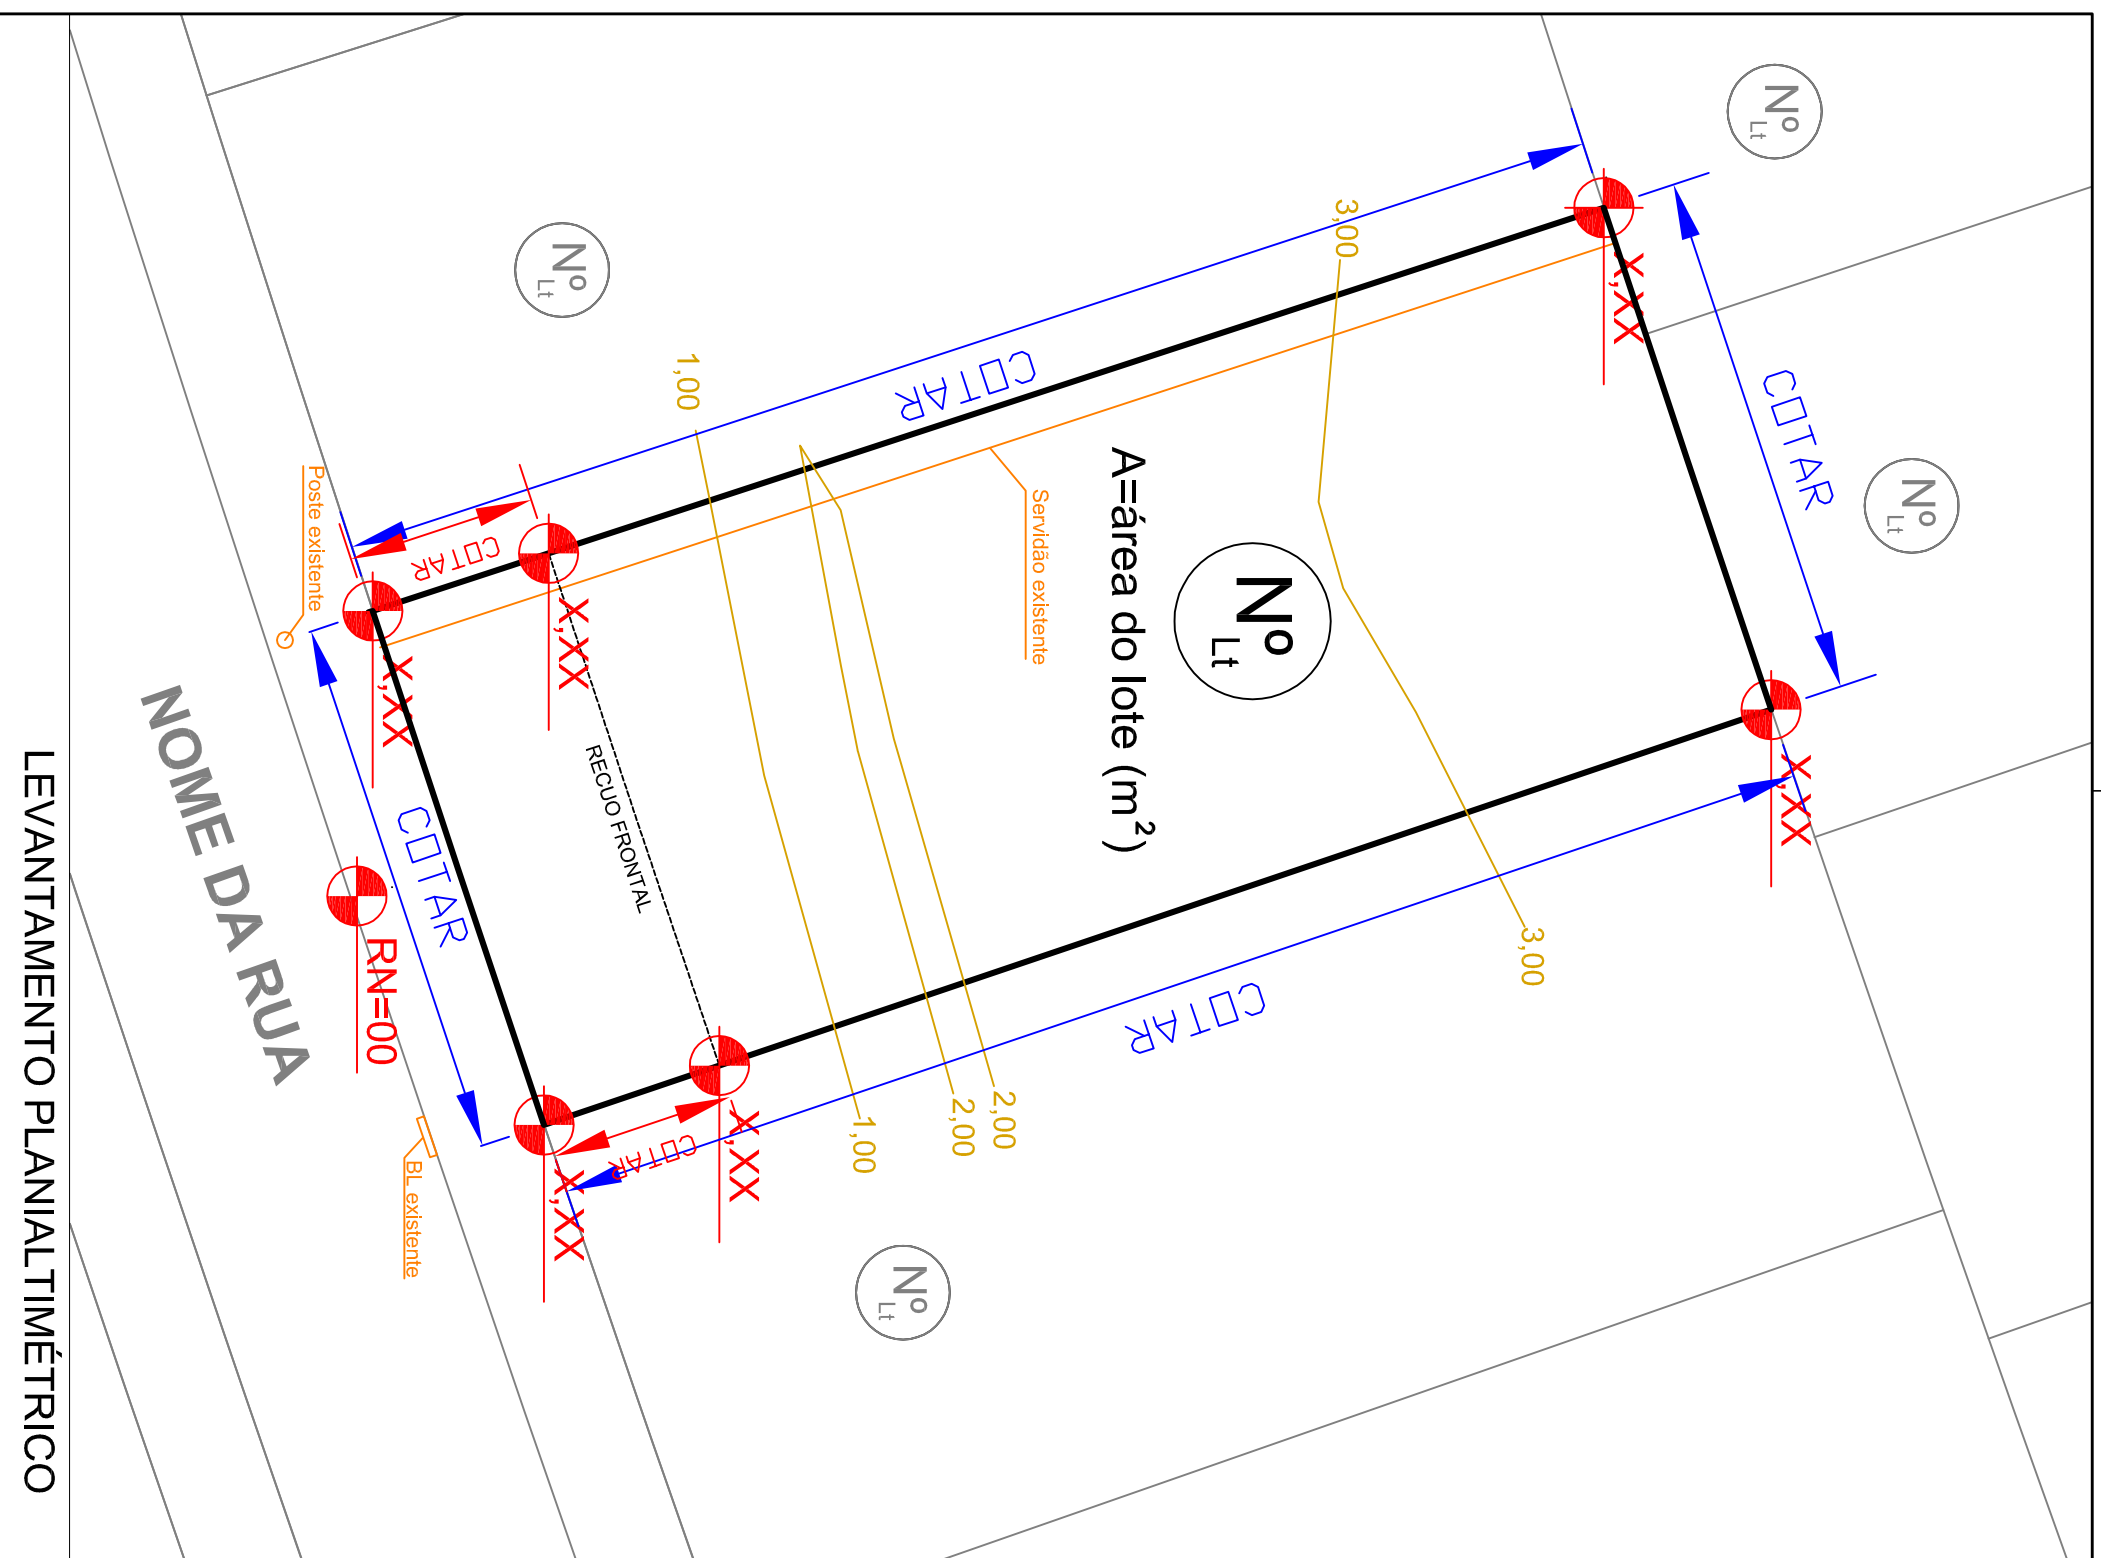 Nº
Lt
Nº
Lt
Nº
Lt
COTAR
X,XX
3,00
COTAR
1,00
Servidão existente
A=área do lote (m²)
Nº
Lt
Poste existente
COTAR
X,XX
X,XX
RECUO FRONTAL
X,XX
3,00
COTAR
COTAR
RN=00
NOME DA RUA
2,00
2,00
1,00
X,XX
COTAR
X,XX
BL existente
Nº
Lt
LEVANTAMENTO PLANIALTIMÉTRICO